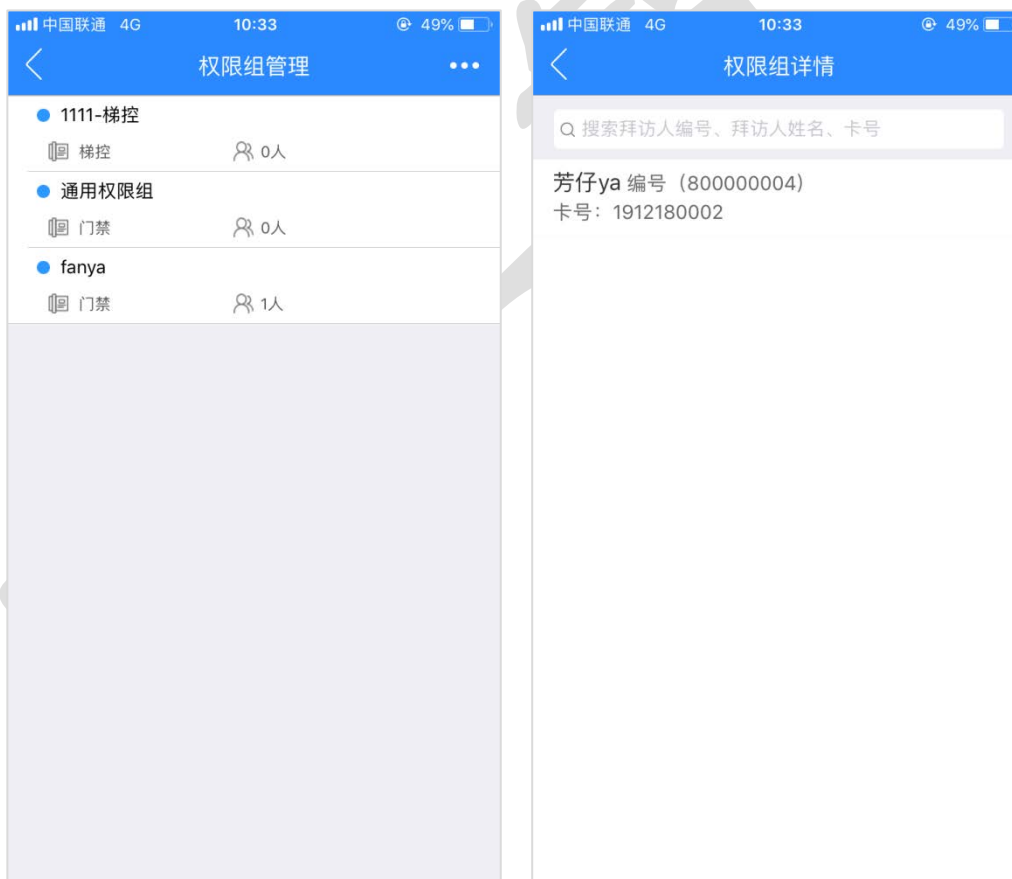 中国联通 4G 10:33 49%
权限组管理
1111-梯控
梯控 0人
通用权限组
门禁 0人
fanya
门禁 1人
中国联通 4G 10:33 49%
权限组详情
搜索拜访人编号、拜访人姓名、卡号
芳仔ya 编号（800000004）
卡号：1912180002